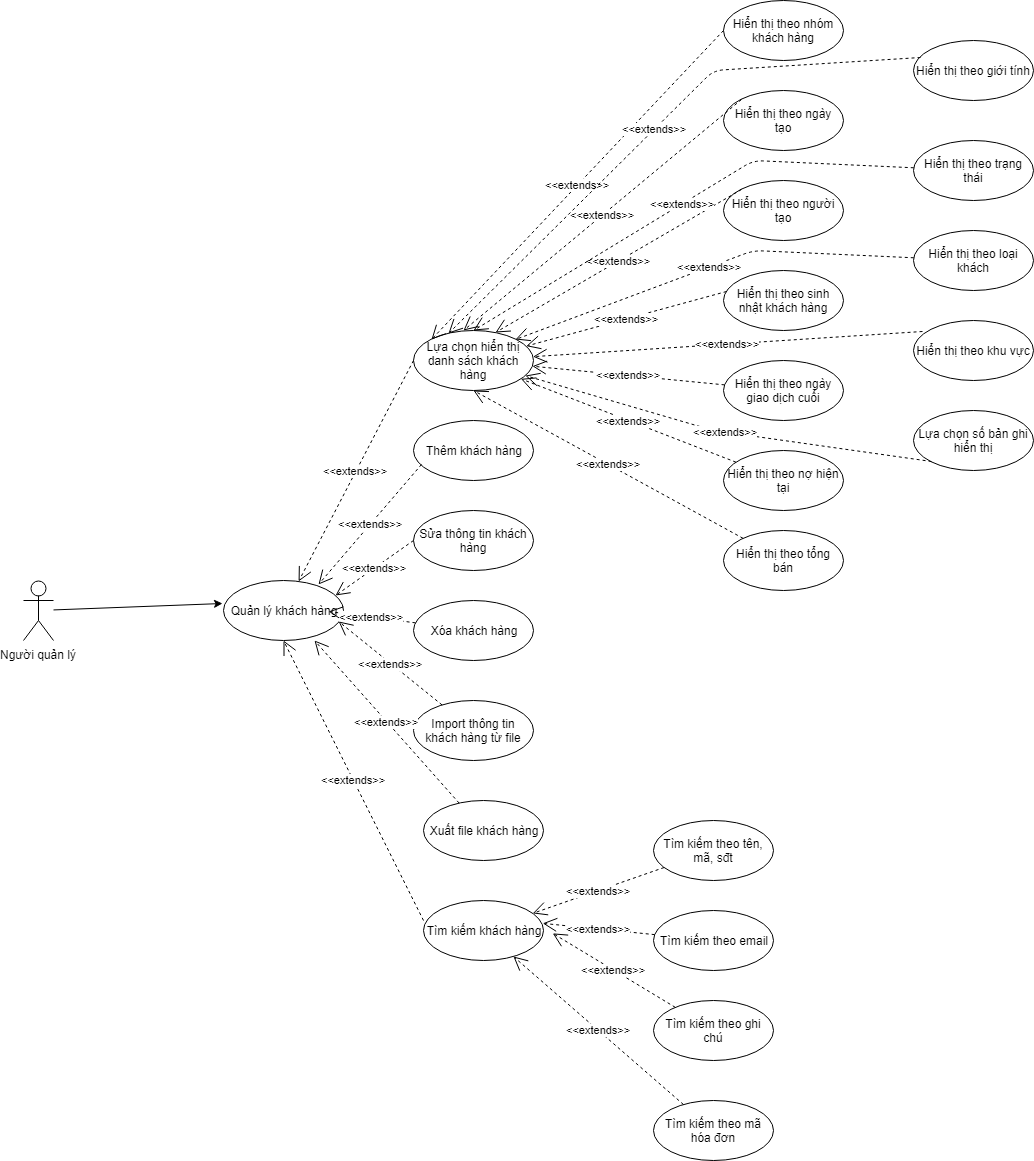 Hiển thị theo nhóm
khách hàng
Hiển thị theo giới tính
Hiển thị theo ngày
tạo
<<extends>>
Hiển thị theo trạng
thái
<<extends>>
<<extends>>
Hiển thị theo người
tạo
<<extends>>
Hiển thị theo loại
khách
<<extends>>
<<extends>>
Hiển thị theo sinh
nhật khách hàng
<<extends>>
Hiển thị theo khu vực
<<extends>>
Lựa chọn hiển thị
danh sách khách
hàng
<<extends>>
Hiển thị theo ngày
giao dịch cuối
<<extends>>
<<extends>>
Lựa chọn số bản ghi
hiển thị
Thêm khách hàng
<<extends>>
<<extends>>
Hiển thị theo nợ hiện
tại
<<extends>>
Sửa thông tin khách
hàng
Hiển thị theo tổng
bán
<<extends>>
Quản lý khách hàng
<<extends>>
Xóa khách hàng
Người quản lý
<<extends>>
<<extends>>
Import thông tin
khách hàng từ file
<<extends>>
Xuất file khách hàng
Tìm kiếm theo tên,
mã, sđt
<<extends>>
Tìm kiếm khách hàng
<<extends>>
Tìm kiếm theo email
<<extends>>
Tìm kiếm theo ghi
chú
<<extends>>
Tìm kiếm theo mã
hóa đơn